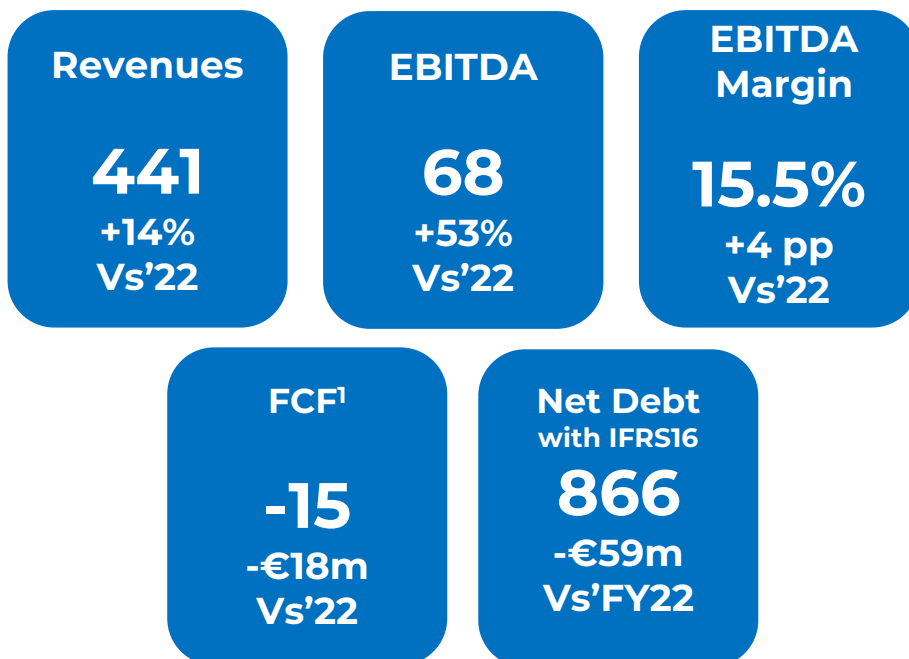 Revenues
441
+14%
Vs’22
EBITDA
68
+53%
Vs’22
EBITDA
Margin
15.5%
+4 pp
Vs’22
FCF¹
-15
-€18m
Vs’22
Net Debt
with IFRS16
866
-€59m
Vs’FY22